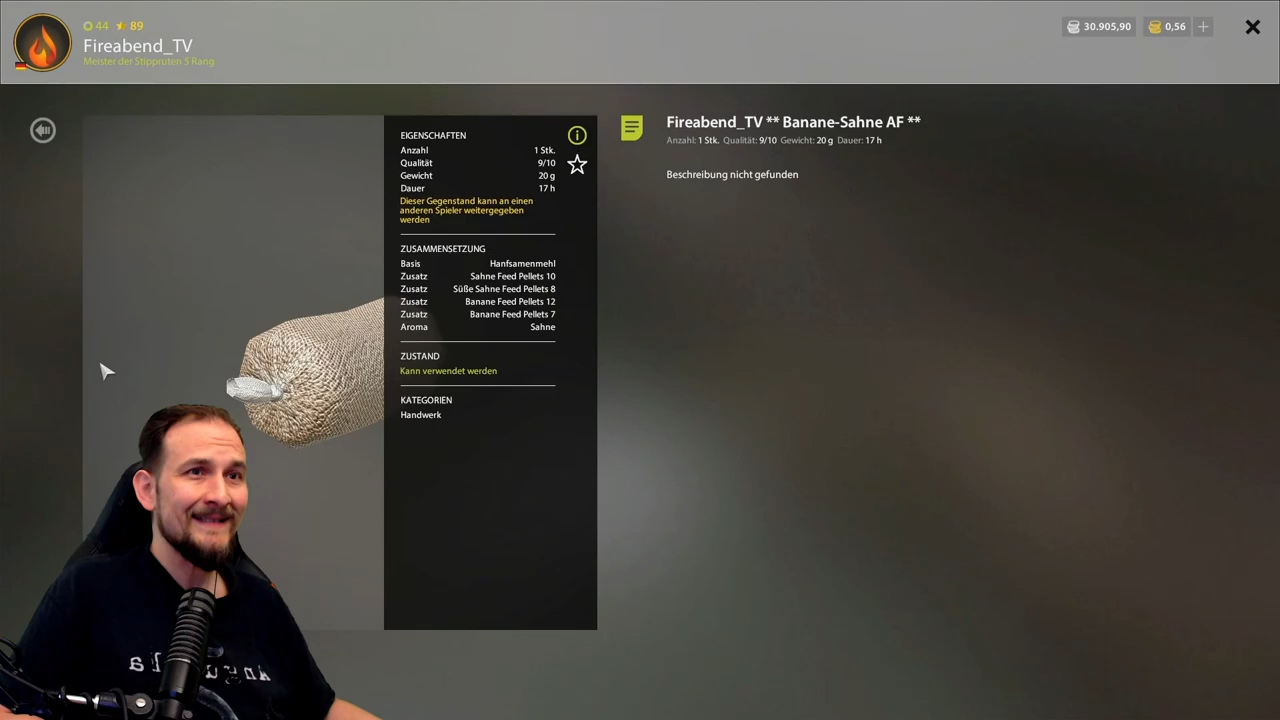 44 89
Fireabend_TV
Meister der Stippruten 5 Rang
30.905,90 0,56
EIGENSCHAFTEN
Anzahl 1 Stk.
Qualität 9/10
Gewicht 20 g
Dauer 17 h
Dieser Gegenstand kann an einen
anderen Spieler weitergegeben
werden
ZUSAMMENSETZUNG
Basis Hanfsamenmehl
Zusatz Sahne Feed Pellets 10
Zusatz Süße Sahne Feed Pellets 8
Zusatz Banane Feed Pellets 12
Zusatz Banane Feed Pellets 7
Aroma Sahne
ZUSTAND
Kann verwendet werden
KATEGORIEN
Handwerk
Fireabend_TV ** Banane-Sahne AF **
Anzahl: 1 Stk. Qualität: 9/10 Gewicht: 20 g Dauer: 17 h
Beschreibung nicht gefunden